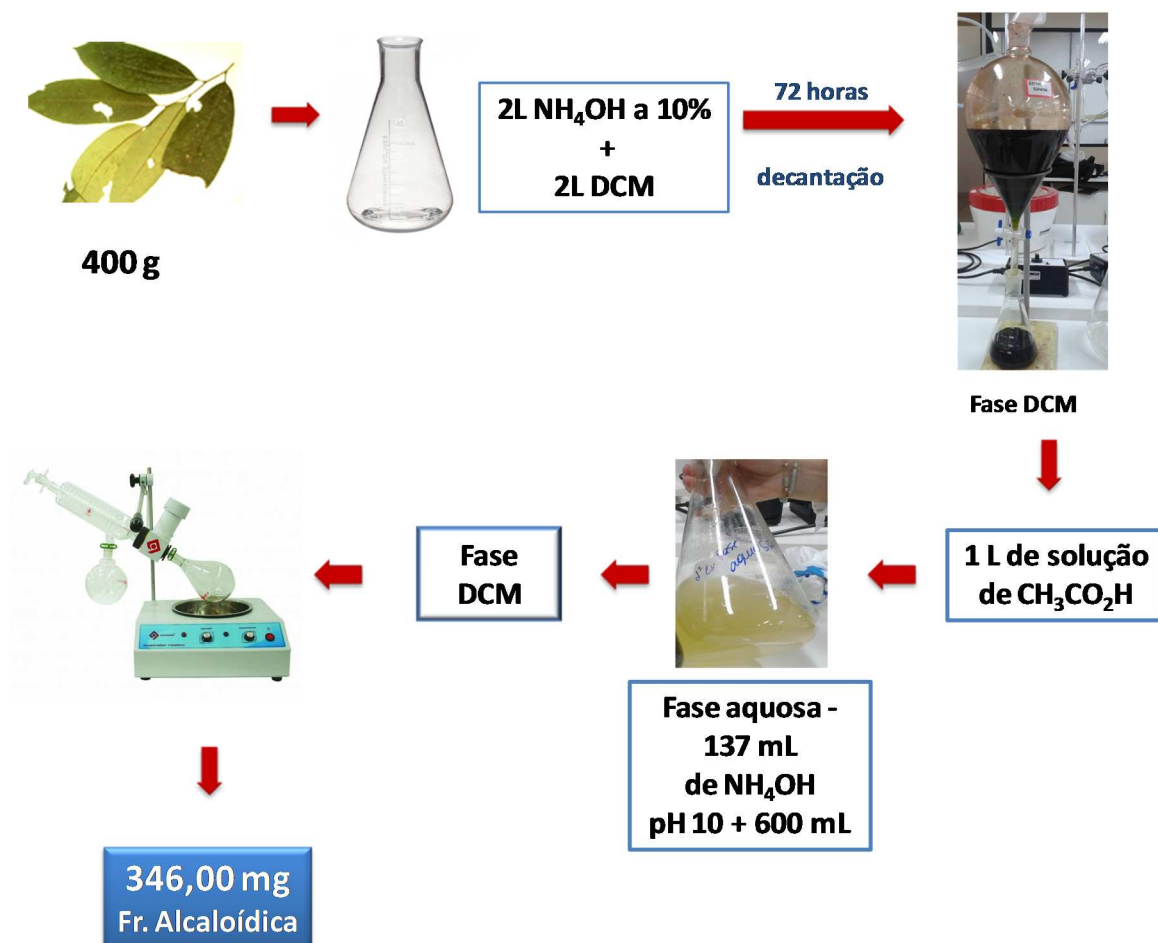 400 g
2L NH₄OH a 10%
+
2L DCM
72 horas
decantação
Fase DCM
1 L de solução
de CH₃CO₂H
Fase aquosa -
137 mL
de NH₄OH
pH 10 + 600 mL
Fase
DCM
346,00 mg
Fr. Alcaloídica